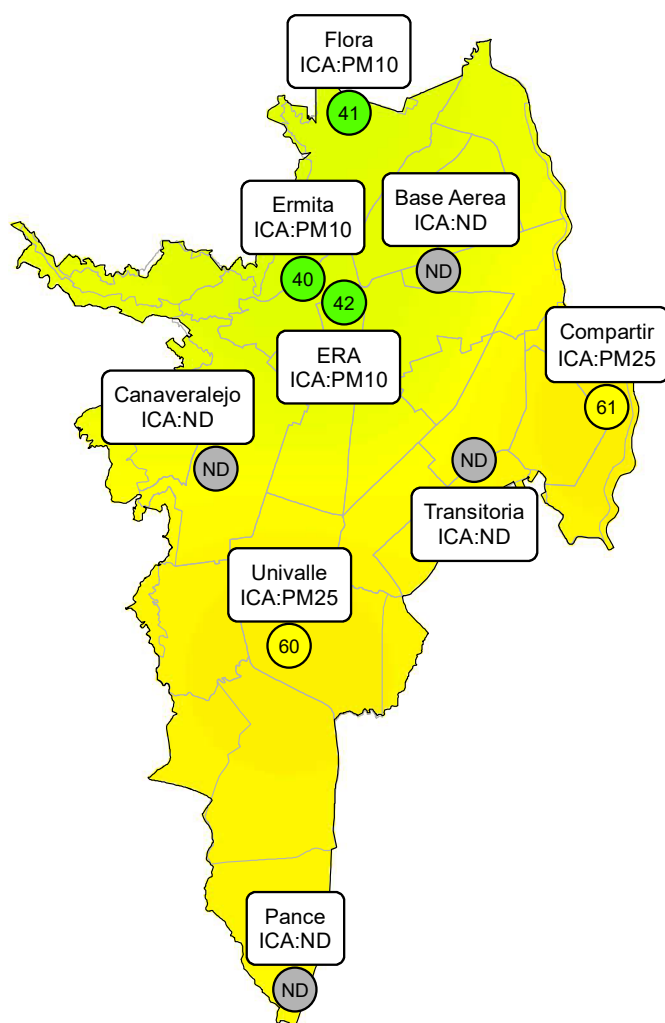 Flora
ICA:PM10
41
Ermita
ICA:PM10
40
Base Aerea
ICA:ND
ND
42
ERA
ICA:PM10
Compartir
ICA:PM25
61
Canaveralejo
ICA:ND
ND
ND
Transitoria
ICA:ND
Univalle
ICA:PM25
60
Pance
ICA:ND
ND